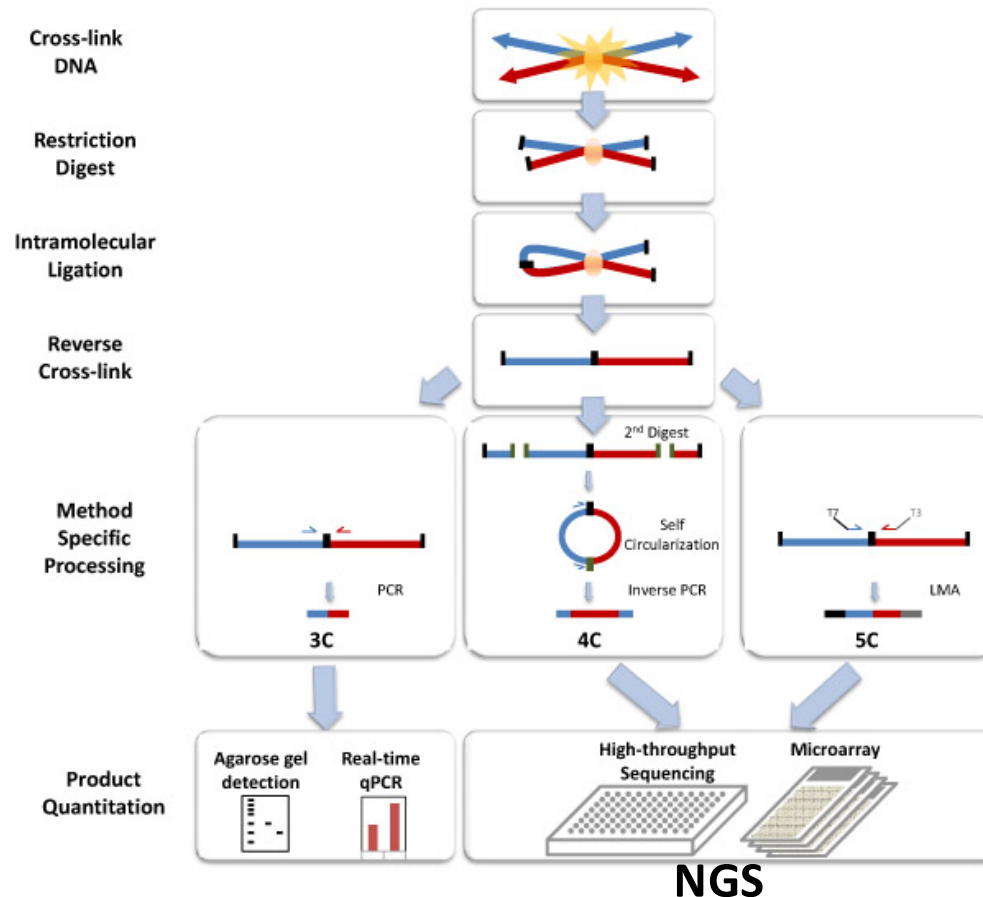 Cross-link
DNA
Restriction
Digest
Intramolecular
Ligation
Reverse
Cross-link
Method
Specific
Processing
PCR
3C
2nd Digest
Self
Circularization
Inverse PCR
4C
T7
T3
LMA
5C
Product
Quantitation
Agarose gel
detection
Real-time
qPCR
High-throughput
Sequencing
Microarray
NGS